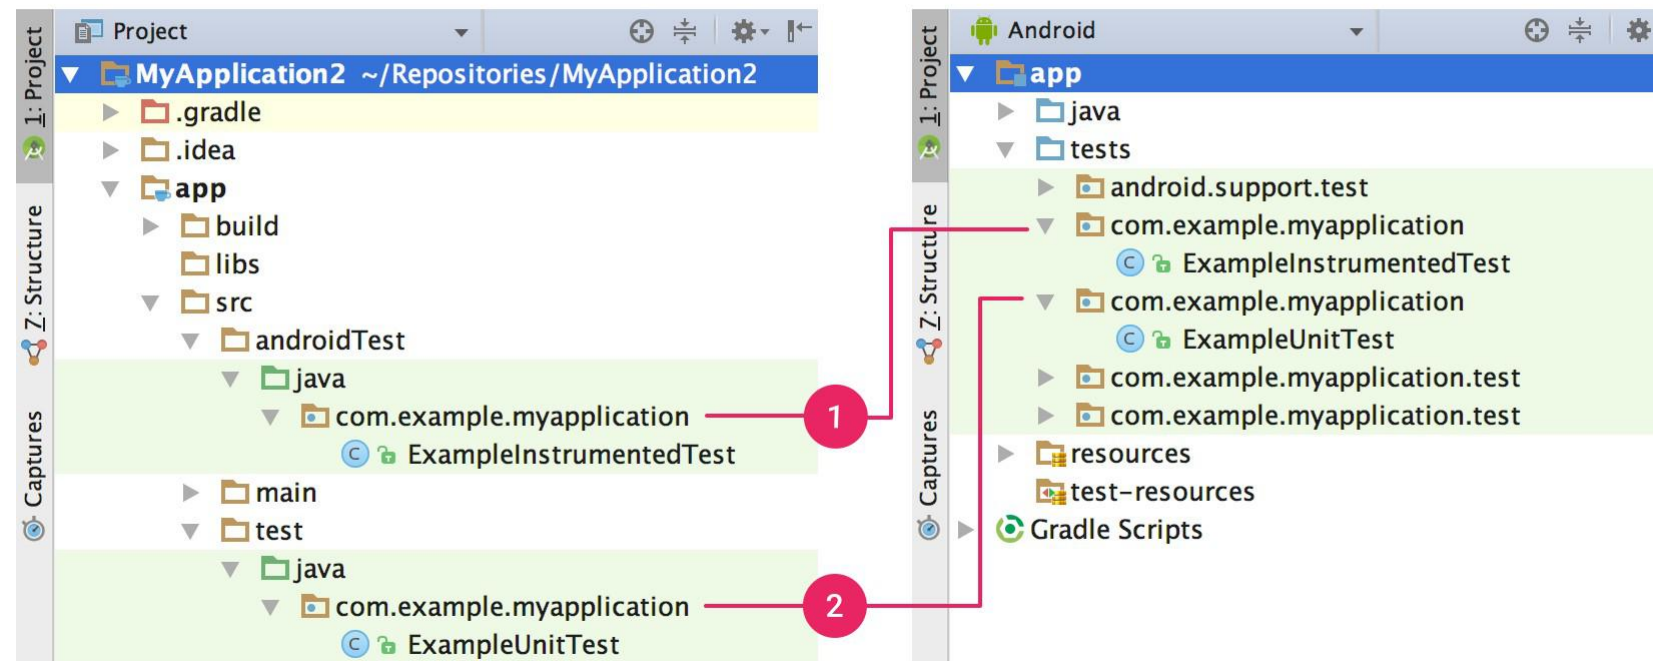 Project
MyApplication2 ~/Repositories/MyApplication2
.gradle
.idea
app
build
libs
src
androidTest
java
com.example.myapplication
ExampleInstrumentedTest
main
test
java
com.example.myapplication
ExampleUnitTest
1: Project
Z: Structure
Captures
1
2
Android
app
java
tests
android.support.test
com.example.myapplication
ExampleInstrumentedTest
com.example.myapplication
ExampleUnitTest
com.example.myapplication.test
com.example.myapplication.test
resources
test-resources
Gradle Scripts
1: Project
Z: Structure
Captures